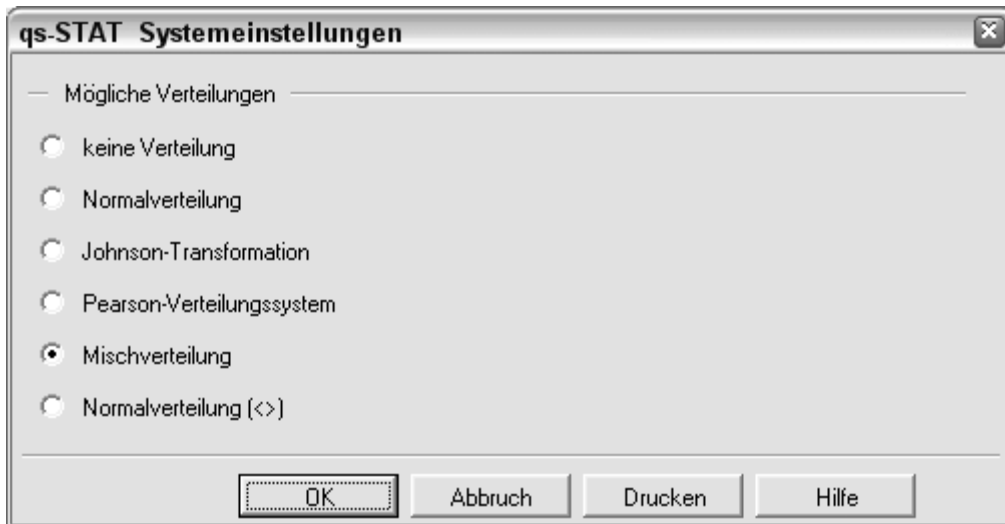 qs-STAT Systemeinstellungen
Mögliche Verteilungen
keine Verteilung
Normalverteilung
Johnson-Transformation
Pearson-Verteilungssystem
Mischverteilung
Normalverteilung (<>)
OK
Abbruch
Drucken
Hilfe